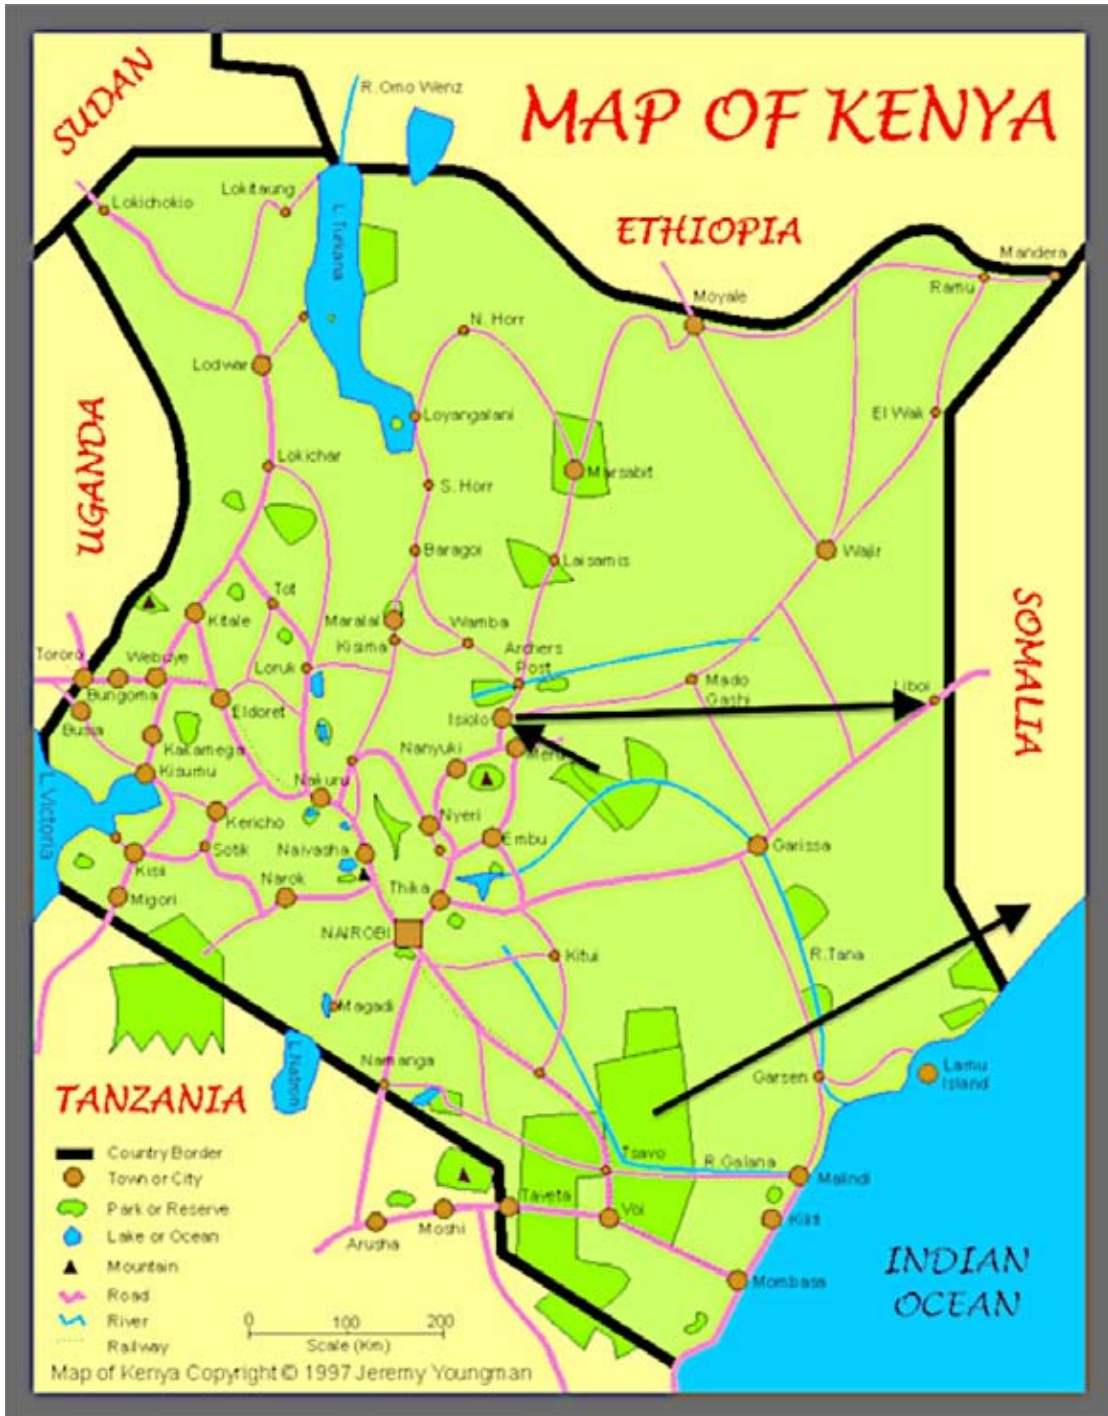 MAP OF KENYA
SUDAN
R. Omo Wenz
ETHIOPIA
Lokitaung
Lokichokio
L. Turkana
Mandera
Ramu
Moyale
N. Horr
Lodwar
UGANDA
Loyangalani
El Wak
Lokichar
Marsabit
S. Horr
Baragoi
Laisamis
Wajir
Tot
Kitale
Maralal
Wamba
Kisima
Archers
Post
SOMALIA
Tororo
Webuye
Loruk
Mado
Gashi
Liboi
Bungoma
Eldoret
Isiolo
Busia
Kakamega
Nanyuki
Meru
Kisumu
Nakuru
L. Victoria
Kericho
Nyeri
Embu
Sotik
Naivasha
Garissa
Kisii
Narok
Thika
Migori
NAIROBI
Kitui
R. Tana
Magadi
L. Natron
Namanga
Garsen
Lamu
Island
TANZANIA
Country Border
Town or City
Park or Reserve
Lake or Ocean
Mountain
Road
River
Railway
Tsavo
R. Galana
Malindi
Taveta
Voi
Kilifi
Moshi
Arusha
Mombasa
INDIAN
OCEAN
0 100 200
Scale (Km)
Map of Kenya Copyright © 1997 Jeremy Youngman